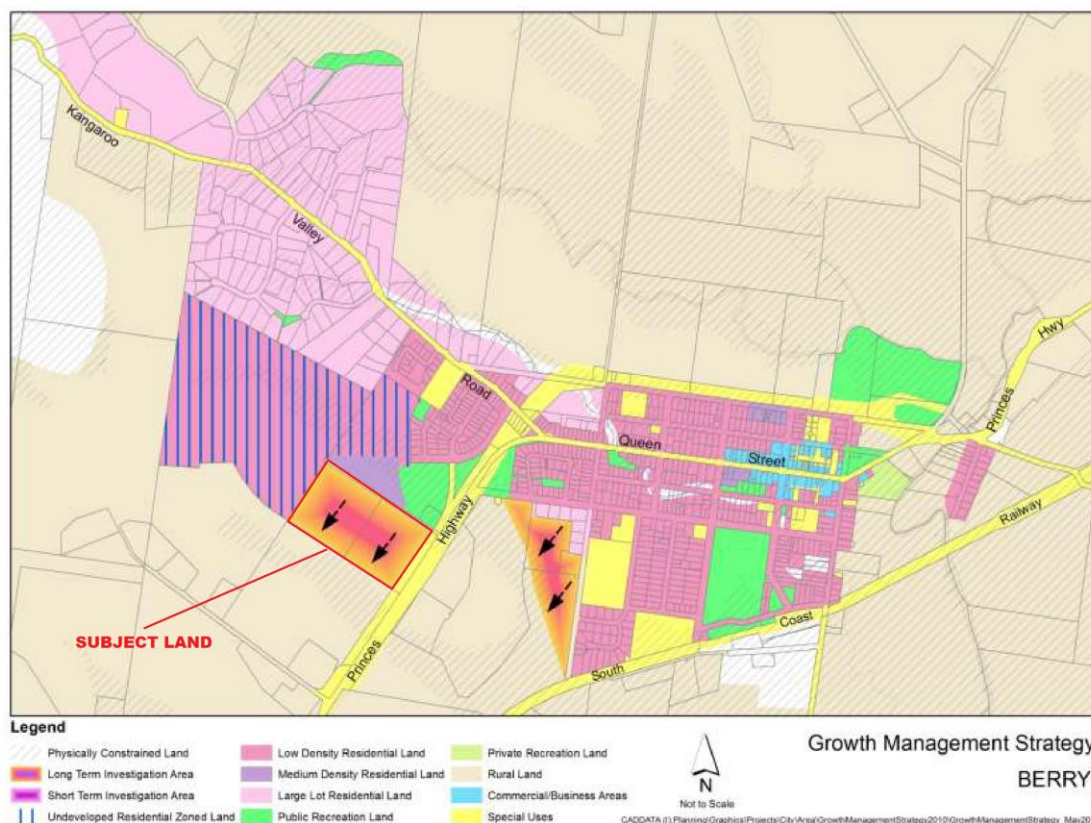 Kangaroo
Valley
Road
Queen
Street
Princes
Hwy
Highway
Princes
Railway
Coast
South
SUBJECT LAND
Legend
Physically Constrained Land
Long Term Investigation Area
Short Term Investigation Area
Undeveloped Residential Zoned Land
Low Density Residential Land
Medium Density Residential Land
Large Lot Residential Land
Public Recreation Land
Private Recreation Land
Rural Land
Commercial/Business Areas
Special Uses
N
Not to Scale
Growth Management Strategy
BERRY